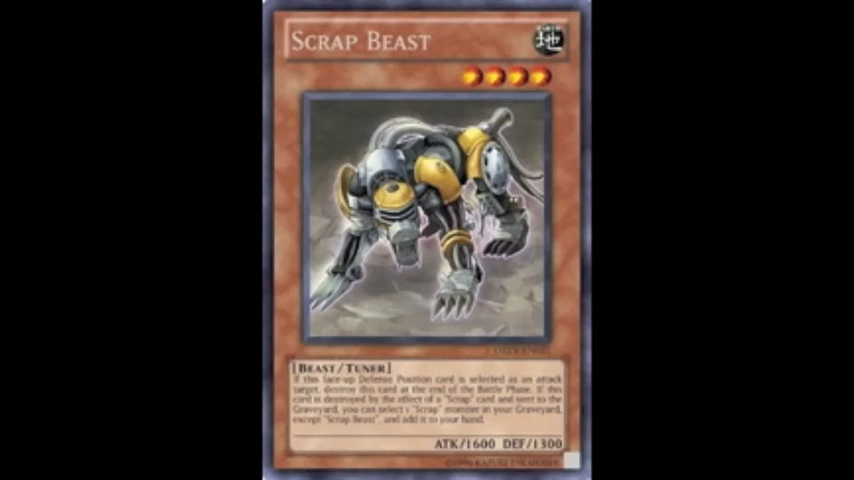 SCRAP BEAST
地
[BEAST/TUNER]
If this face-up Defense Position card is selected as an attack
target, destroy this card at the end of the Battle Phase. If this
card is destroyed by the effect of a "Scrap" card and sent to the
Graveyard, you can select 1 "Scrap" monster in your Graveyard,
except "Scrap Beast", and add it to your hand.
ATK/1600 DEF/1300
©1996 KAZUKI TAKAHASHI